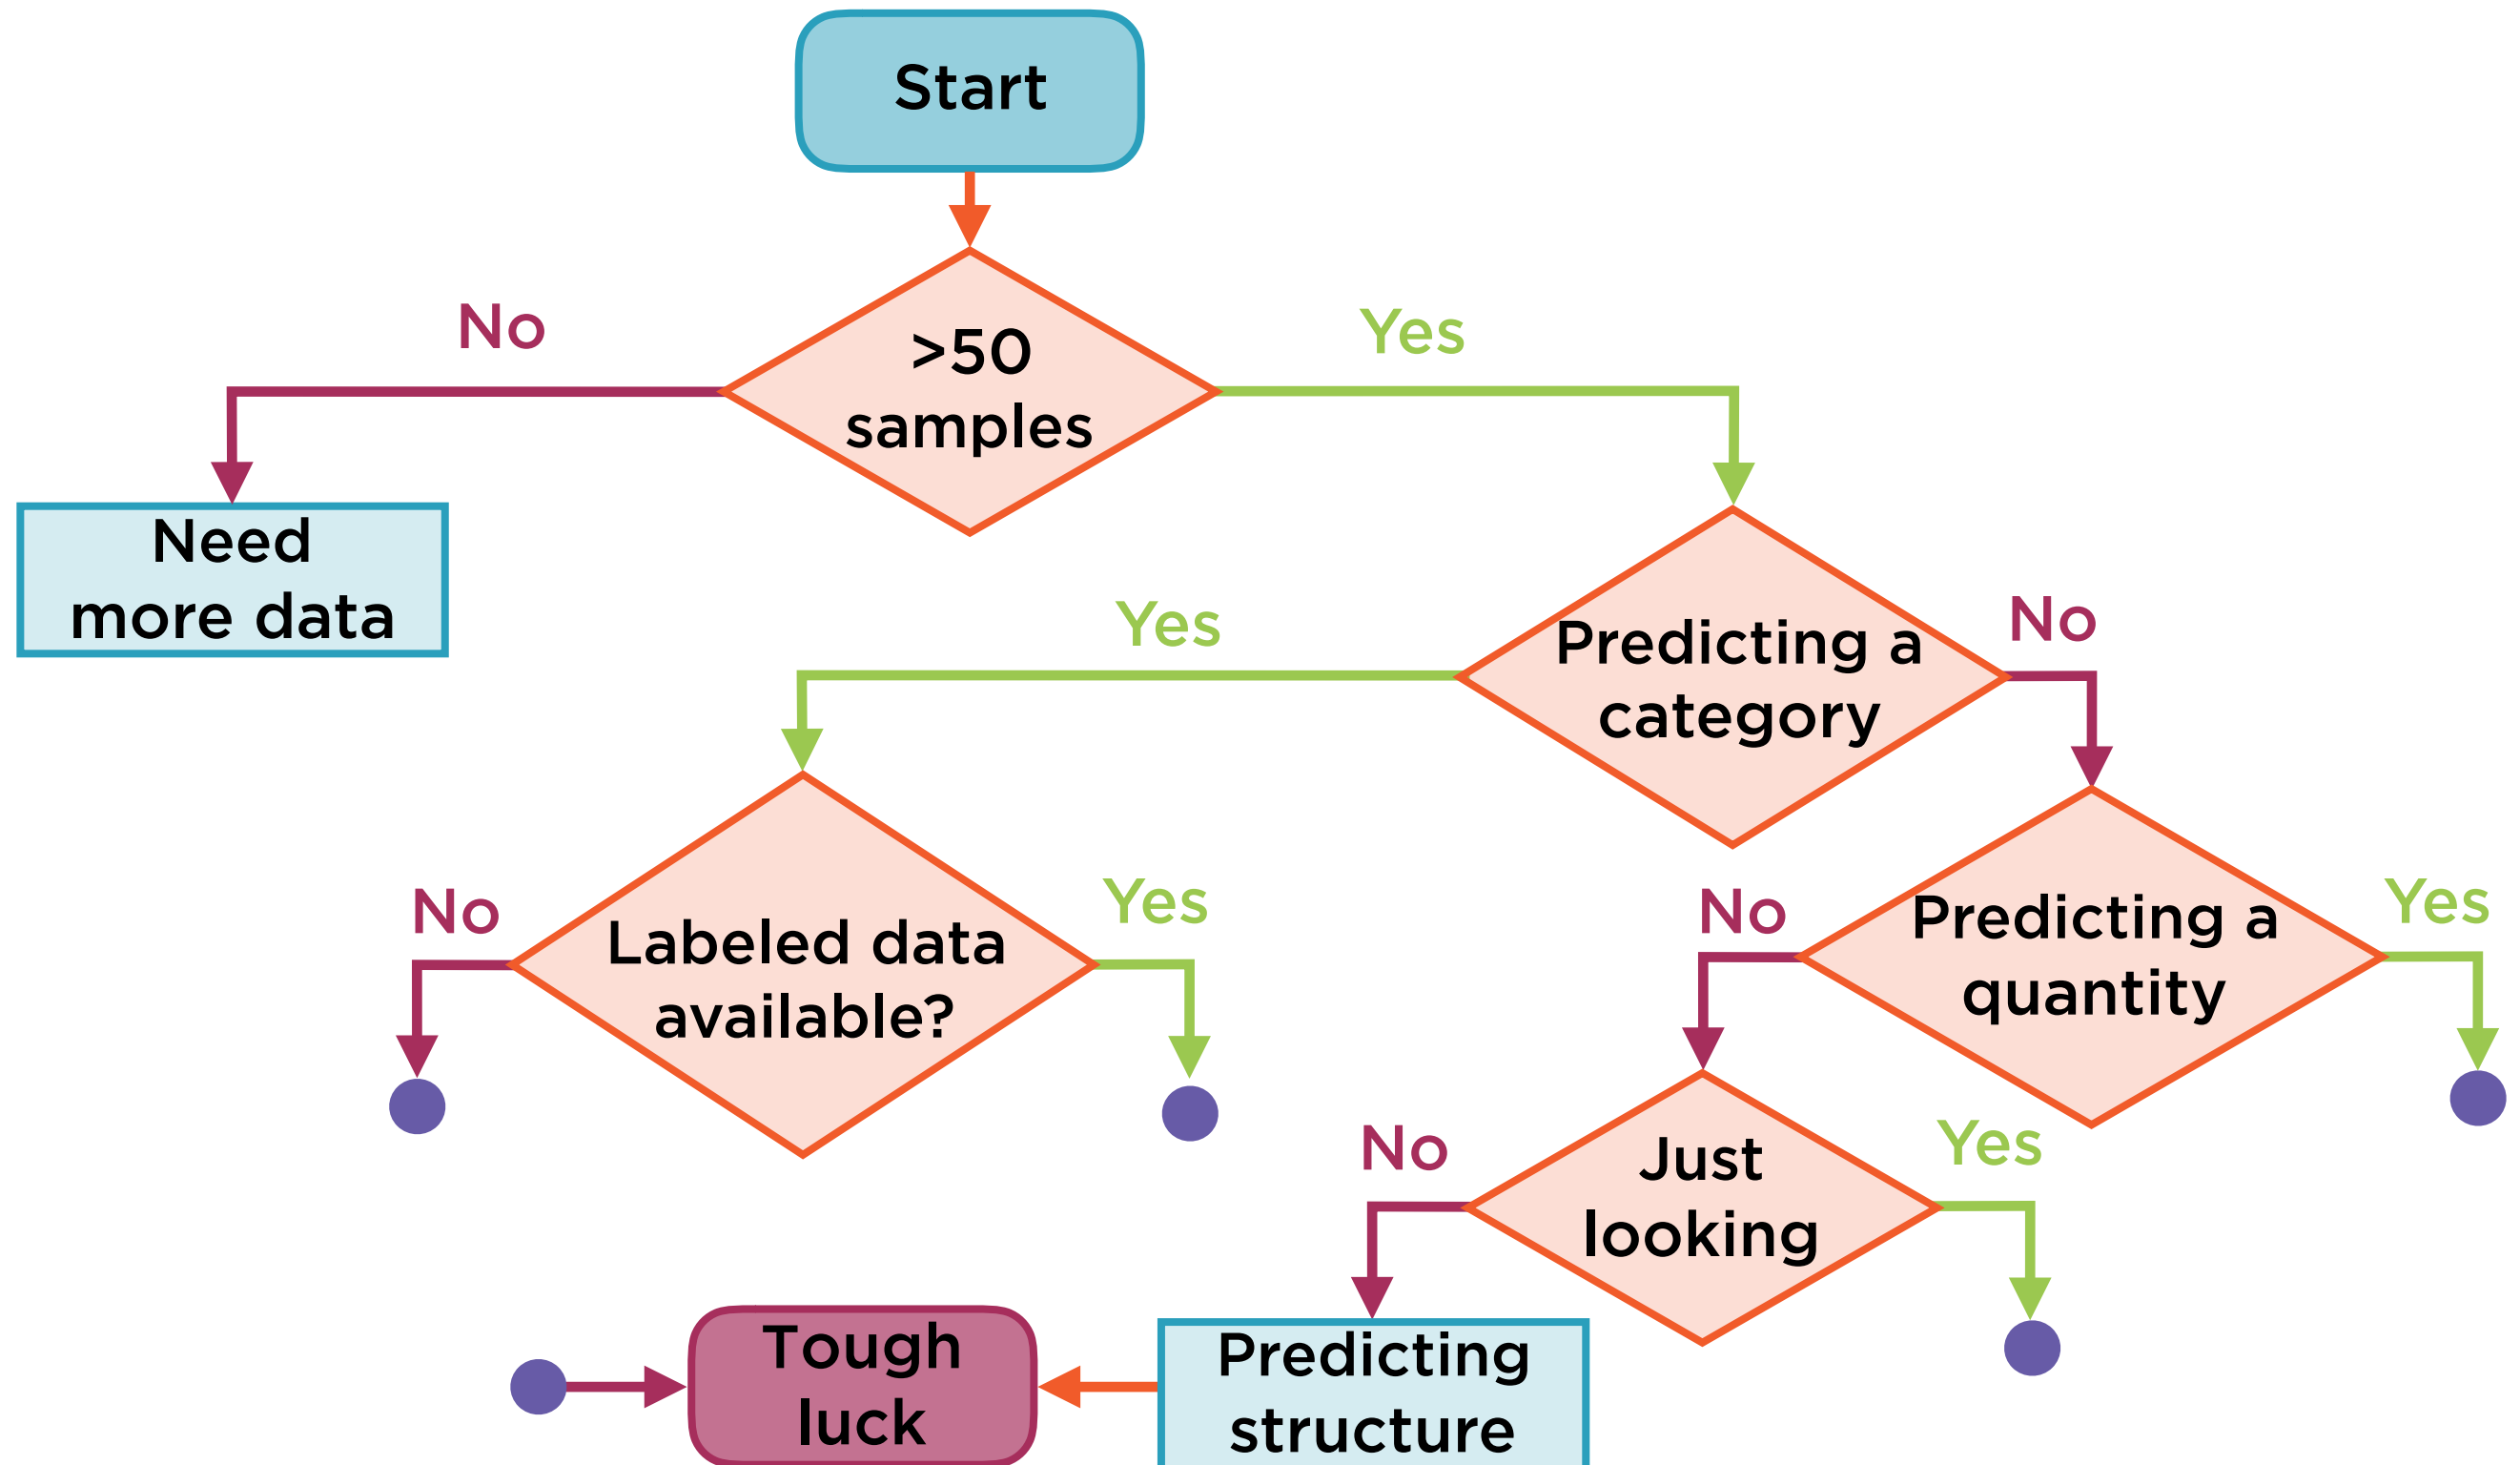 Start
No
Yes
>50
samples
Need
more data
Yes
No
Predicting a
category
No
Yes
No
Yes
Labeled data
available?
Predicting a
quantity
No
Yes
Just
looking
Tough
luck
Predicting
structure